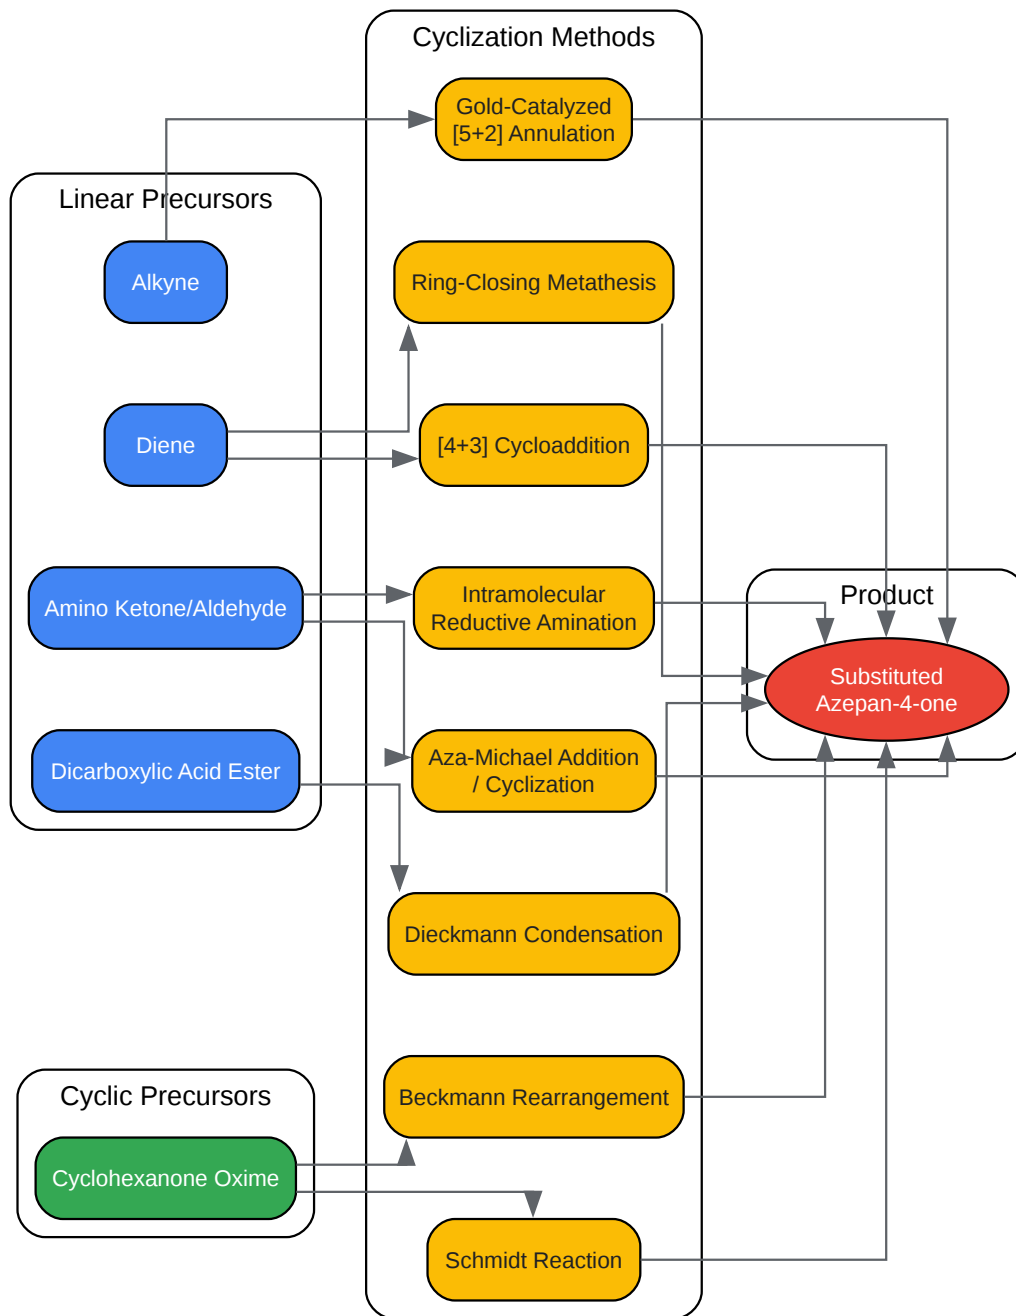 Cyclization Methods
Gold-Catalyzed
[5+2] Annulation
Linear Precursors
Alkyne
Ring-Closing Metathesis
Diene
[4+3] Cycloaddition
Amino Ketone/Aldehyde
Intramolecular
Reductive Amination
Product
Substituted
Azepan-4-one
Dicarboxylic Acid Ester
Aza-Michael Addition
/ Cyclization
Dieckmann Condensation
Cyclic Precursors
Beckmann Rearrangement
Cyclohexanone Oxime
Schmidt Reaction